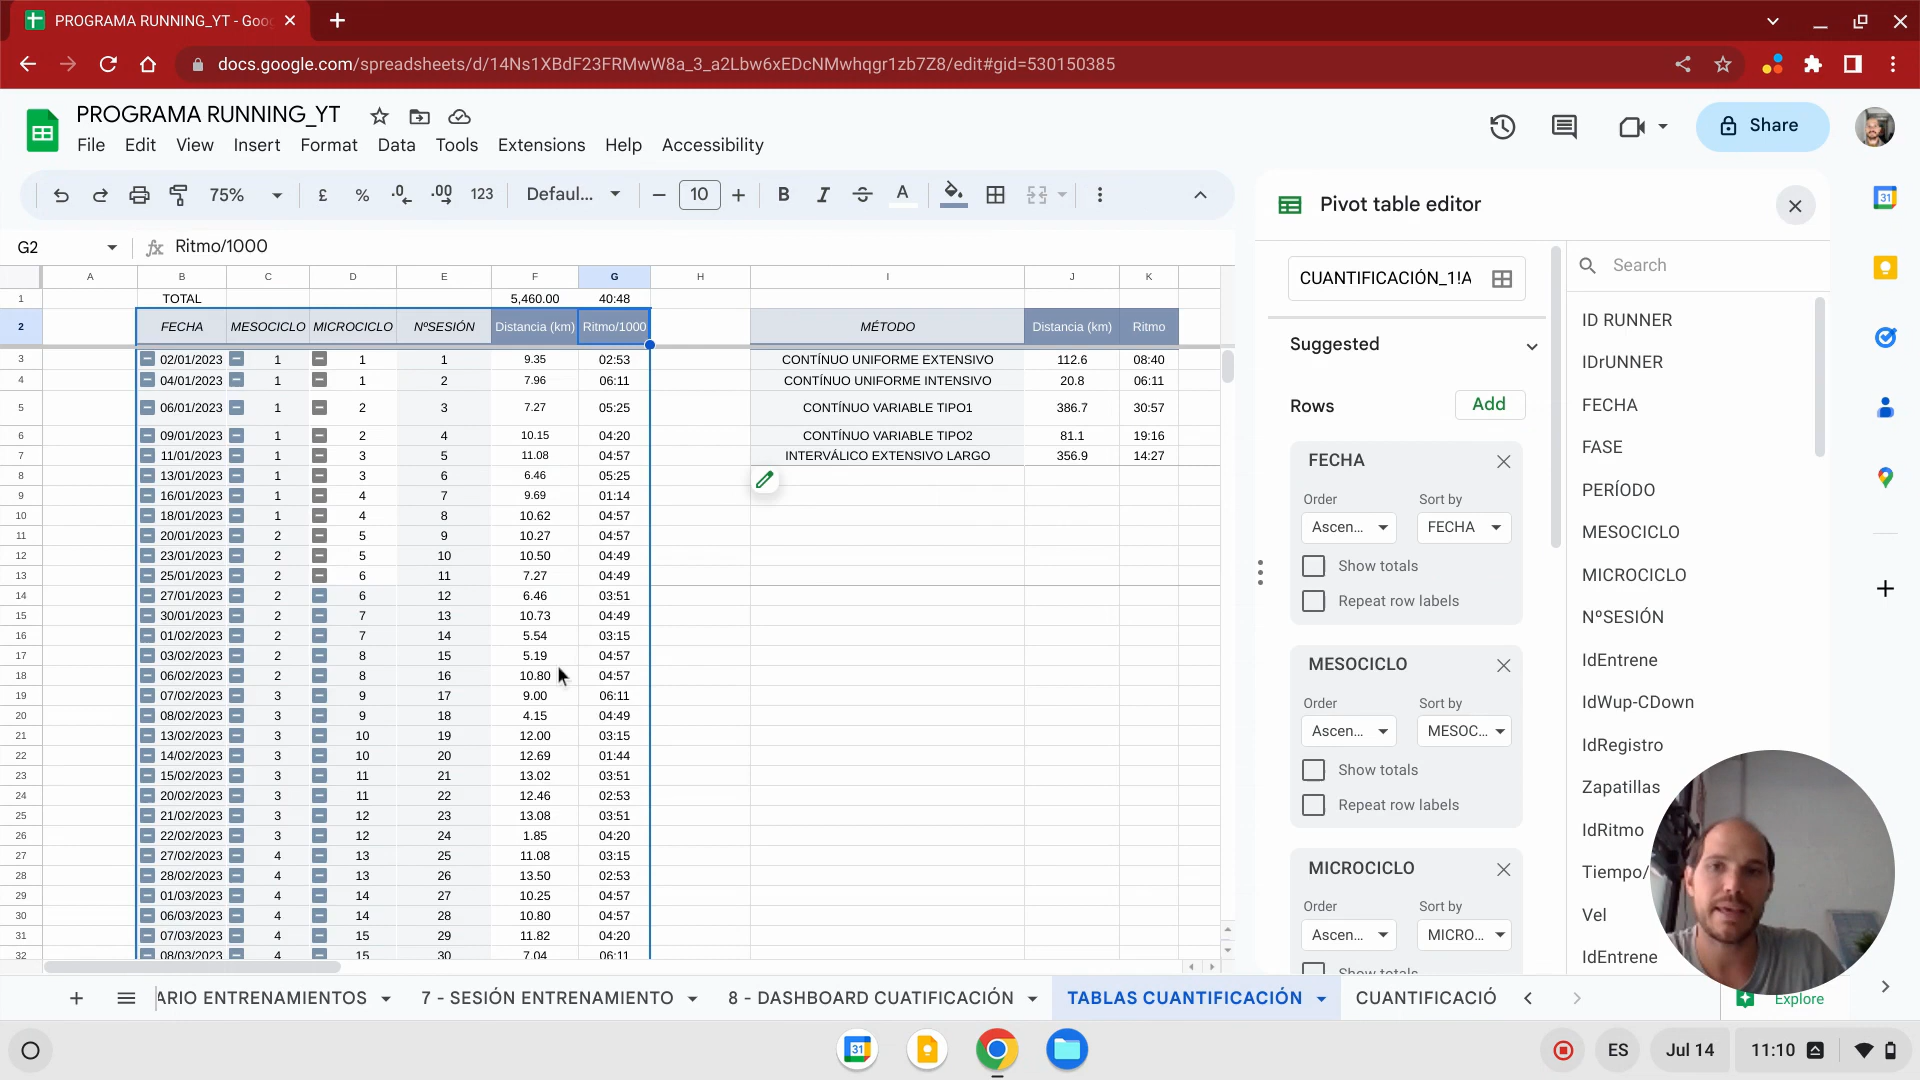 PROGRAMA RUNNING_YT - Goo
docs.google.com/spreadsheets/d/14Ns1XBdF23FRMwW8a_3_a2Lbw6xEDcNMwhqgr1zb7Z8/edit#gid=530150385
PROGRAMA RUNNING_YT
File Edit View Insert Format Data Tools Extensions Help Accessibility
Share
75% £ % .0 .00 123 Defaul... 10 B I S A
G2 Ritmo/1000
A B C D E F G H I J K
1 TOTAL 5,460.00 40:48
2 FECHA MESOCICLO MICROCICLO NºSESIÓN Distancia (km) Ritmo/1000 MÉTODO Distancia (km) Ritmo
3 02/01/2023 1 1 1 9.35 02:53 CONTÍNUO UNIFORME EXTENSIVO 112.6 08:40
4 04/01/2023 1 1 2 7.96 06:11 CONTÍNUO UNIFORME INTENSIVO 20.8 06:11
5 06/01/2023 1 2 3 7.27 05:25 CONTÍNUO VARIABLE TIPO1 386.7 30:57
6 09/01/2023 1 2 4 10.15 04:20 CONTÍNUO VARIABLE TIPO2 81.1 19:16
7 11/01/2023 1 3 5 11.08 04:57 INTERVÁLICO EXTENSIVO LARGO 356.9 14:27
8 13/01/2023 1 3 6 6.46 05:25
9 16/01/2023 1 4 7 9.69 01:14
10 18/01/2023 1 4 8 10.62 04:57
11 20/01/2023 2 5 9 10.27 04:57
12 23/01/2023 2 5 10 10.50 04:49
13 25/01/2023 2 6 11 7.27 04:49
14 27/01/2023 2 6 12 6.46 03:51
15 30/01/2023 2 7 13 10.73 04:49
16 01/02/2023 2 7 14 5.54 03:15
17 03/02/2023 2 8 15 5.19 04:57
18 06/02/2023 2 8 16 10.80 04:57
19 07/02/2023 3 9 17 9.00 06:11
20 08/02/2023 3 9 18 4.15 04:49
21 13/02/2023 3 10 19 12.00 03:15
22 14/02/2023 3 10 20 12.69 01:44
23 15/02/2023 3 11 21 13.02 03:51
24 20/02/2023 3 11 22 12.46 02:53
25 21/02/2023 3 12 23 13.08 03:51
26 22/02/2023 3 12 24 1.85 04:20
27 27/02/2023 4 13 25 11.08 03:15
28 28/02/2023 4 13 26 13.50 02:53
29 01/03/2023 4 14 27 10.25 04:57
30 06/03/2023 4 14 28 10.80 04:57
31 07/03/2023 4 15 29 11.82 04:20
32 08/03/2023 4 15 30 7.04 06:11
Pivot table editor
CUANTIFICACIÓN_1!A
Suggested
Rows Add
FECHA
Order Sort by
Ascen... FECHA
Show totals
Repeat row labels
MESOCICLO
Order Sort by
Ascen... MESOC...
Show totals
Repeat row labels
MICROCICLO
Order Sort by
Ascen... MICRO...
Show totals
Search
ID RUNNER
IDrUNNER
FECHA
FASE
PERÍODO
MESOCICLO
MICROCICLO
NºSESIÓN
IdEntrene
IdWup-CDown
IdRegistro
Zapatillas
IdRitmo
Tiempo/
Vel
IdEntrene
31
ARIO ENTRENAMIENTOS 7 - SESIÓN ENTRENAMIENTO 8 - DASHBOARD CUATIFICACIÓN TABLAS CUANTIFICACIÓN CUANTIFICACIÓ Explore
31 ES Jul 14 11:10